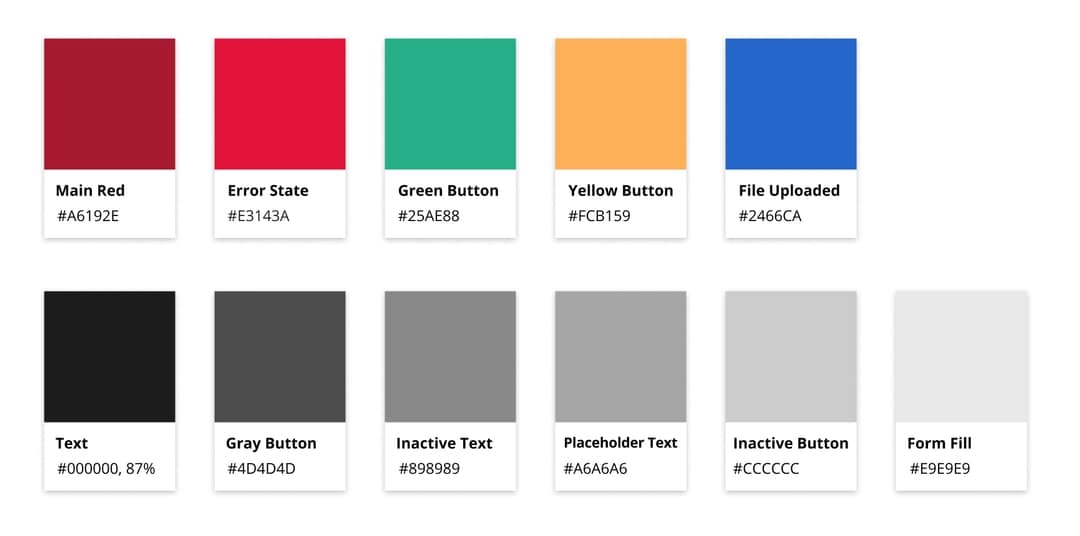 Main Red
#A6192E
Error State
#E3143A
Green Button
#25AE88
Yellow Button
#FCB159
File Uploaded
#2466CA
Text
#000000, 87%
Gray Button
#4D4D4D
Inactive Text
#898989
Placeholder Text
#A6A6A6
Inactive Button
#CCCCCC
Form Fill
#E9E9E9